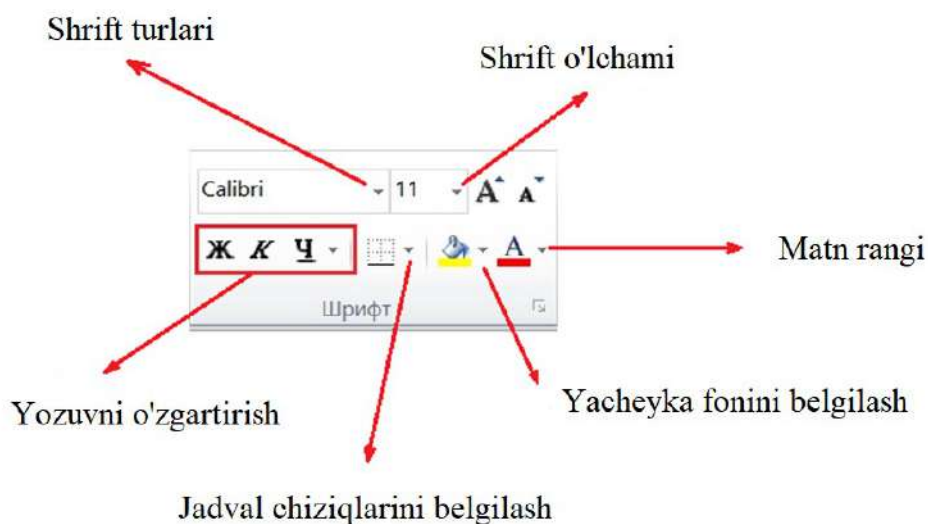 Shrift turlari
Shrift o'lchami
Calibri 11 A A
Ж К Ч A
Matn rangi
Шрифт
Yozuvni o'zgartirish
Yacheyka fonini belgilash
Jadval chiziqlarini belgilash